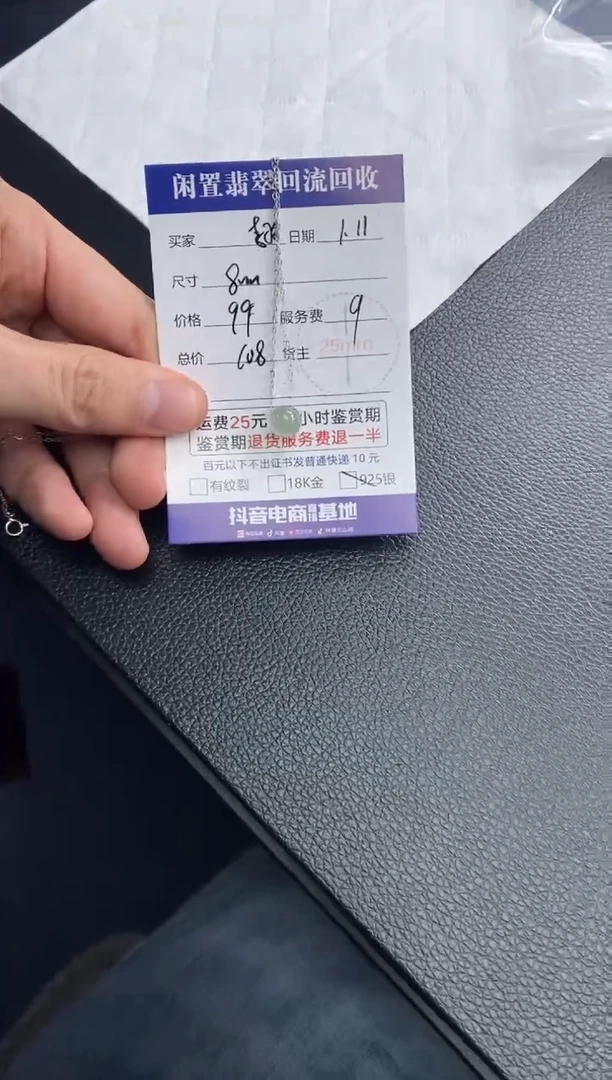 闲置翡翠回流回收
买家 日期 1.11
尺寸 8mm
价格 99 服务费 9
总价 108 货主
25mm
运费25元 小时鉴赏期
鉴赏期退货服务费退一半
百元以下不出证书发普通快递10元
有纹裂 18K金 925银
抖音电商直播基地